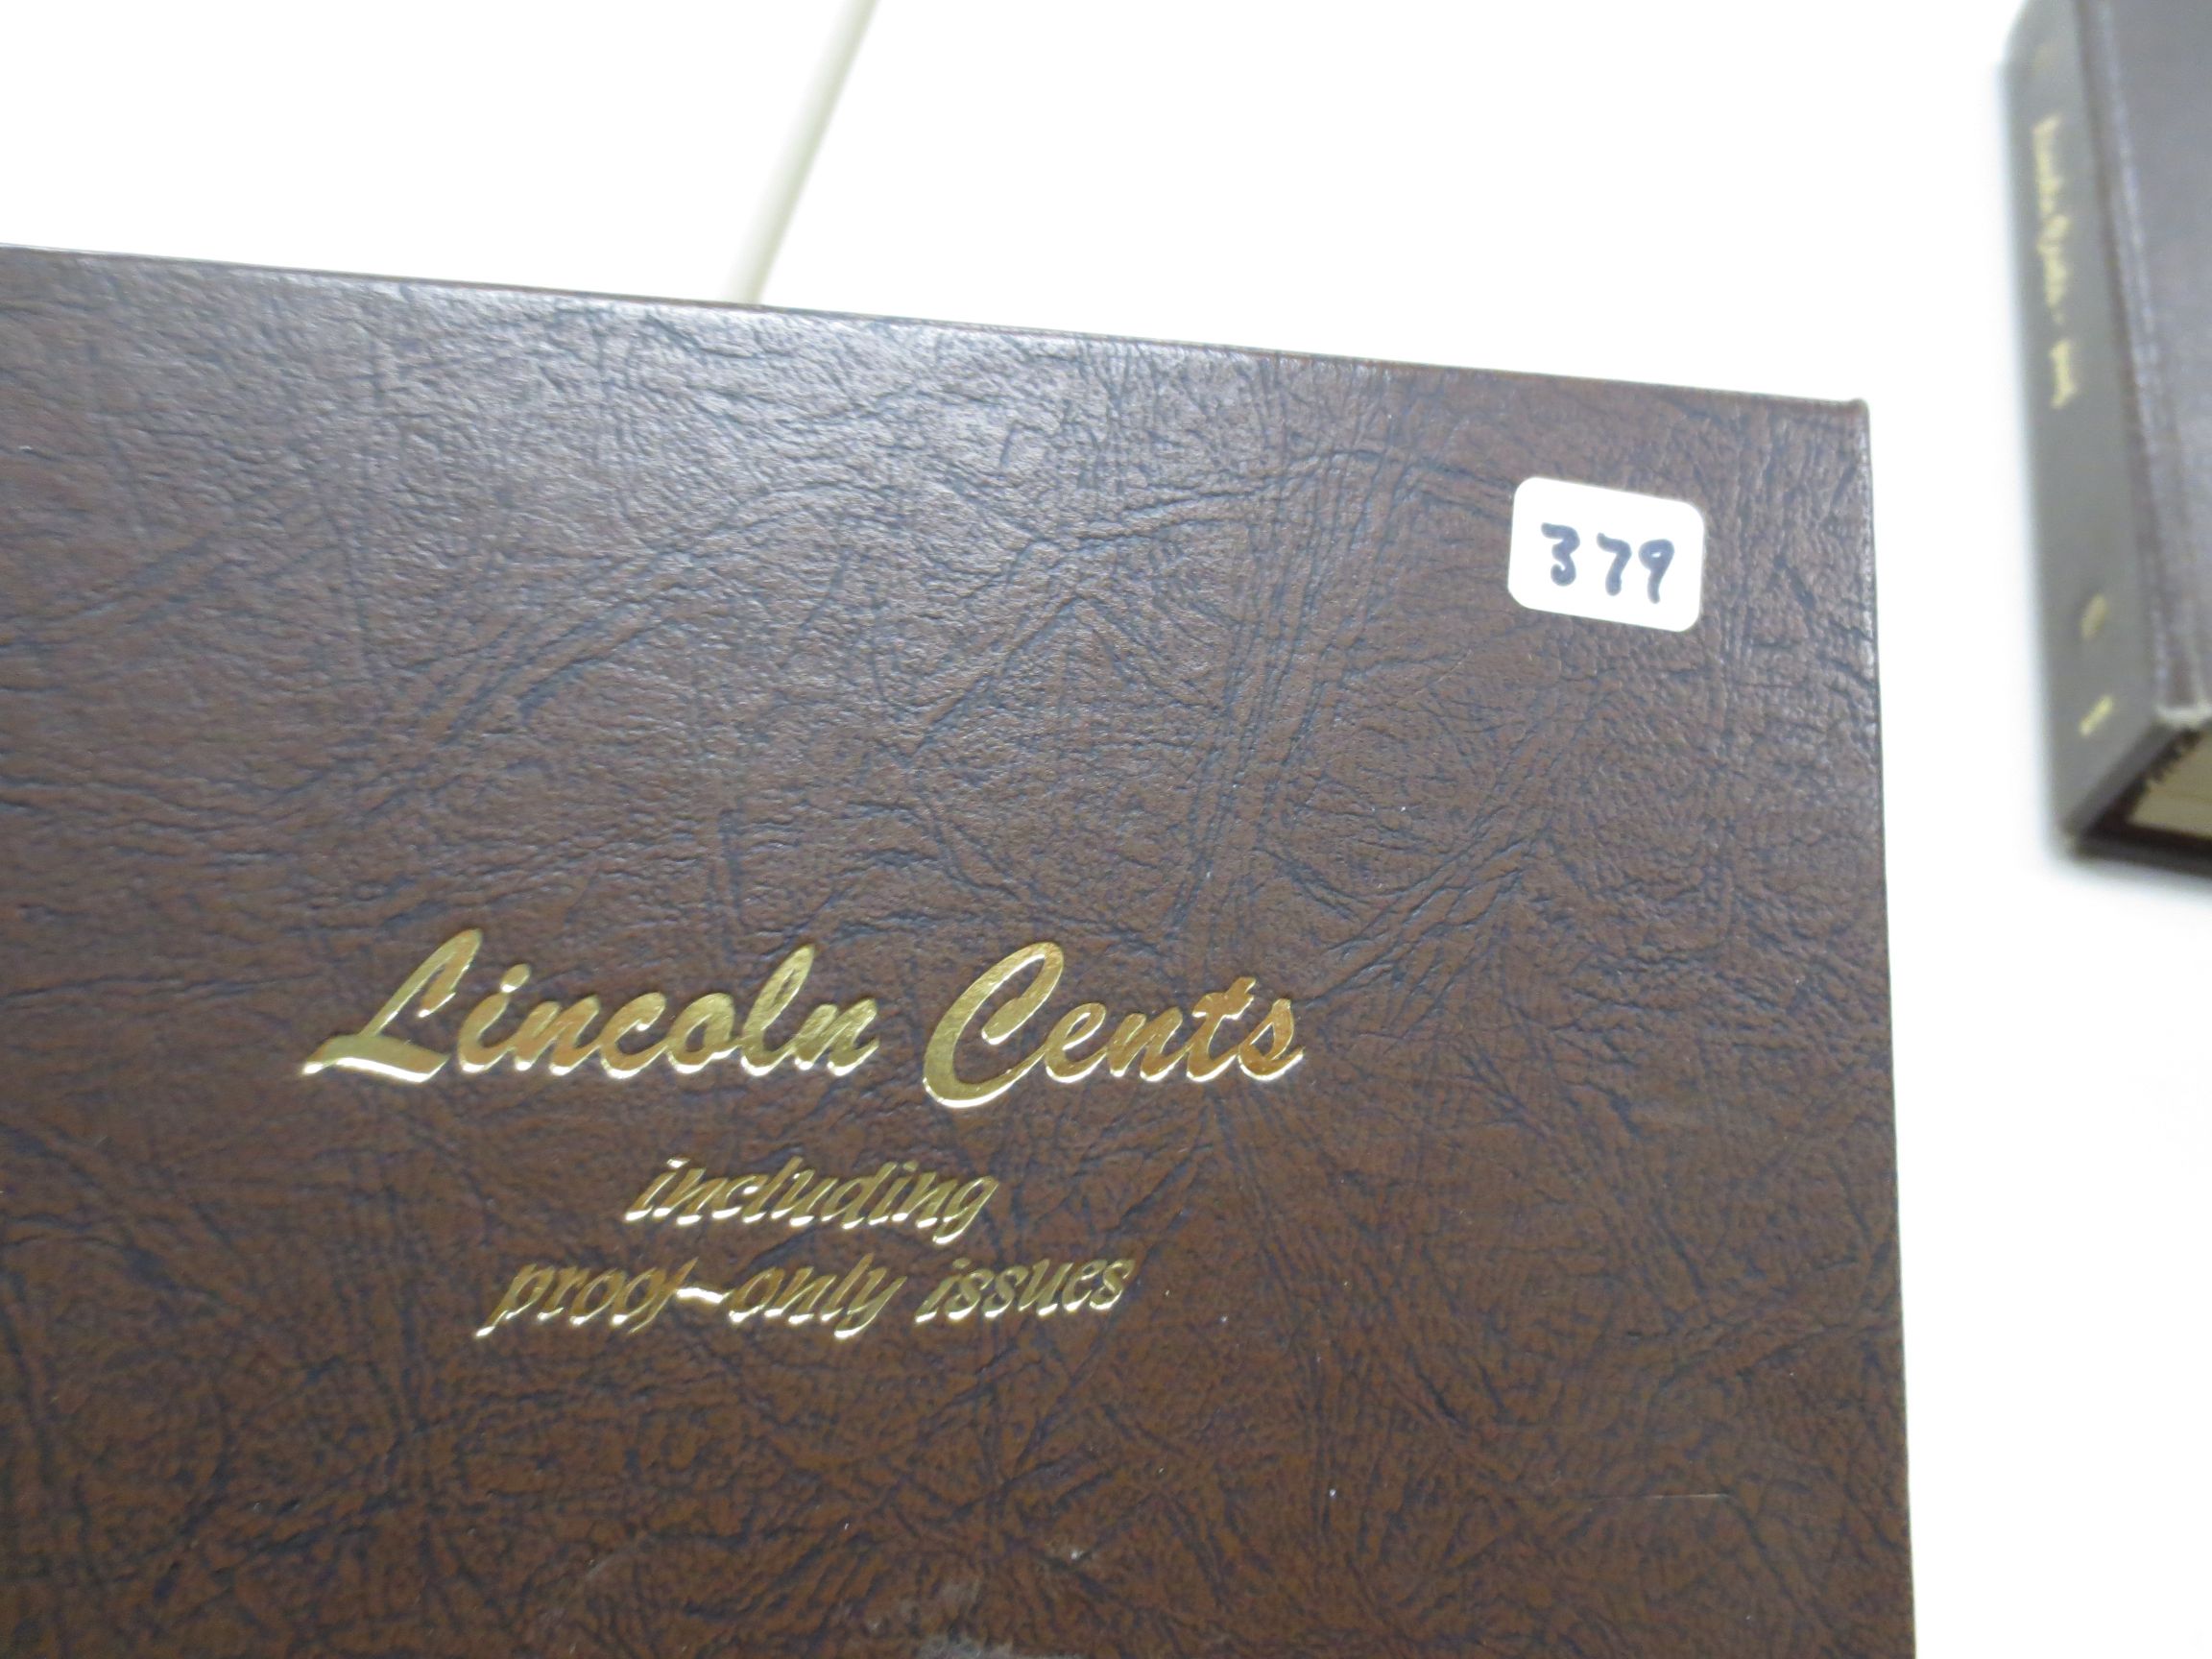 379
Lincoln Cents
including
proof-only issues